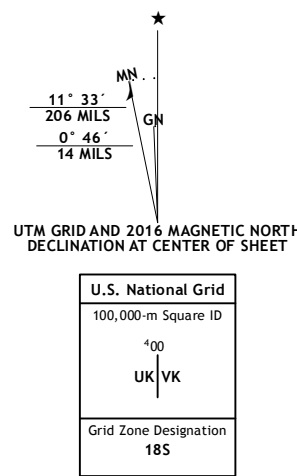 ★
MN
GN
11° 33´
206 MILS
0° 46´
14 MILS
UTM GRID AND 2016 MAGNETIC NORTH
DECLINATION AT CENTER OF SHEET
U.S. National Grid
100,000-m Square ID
⁴00
UK VK
Grid Zone Designation
18S